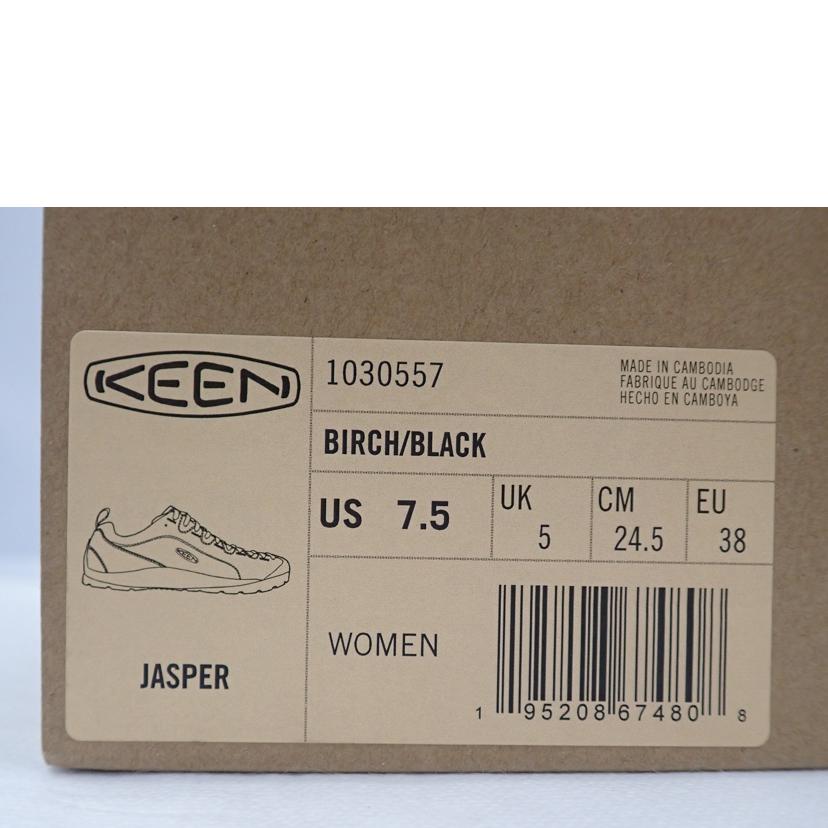 KEEN
1030557
MADE IN CAMBODIA
FABRIQUE AU CAMBODGE
HECHO EN CAMBOYA
BIRCH/BLACK
US 7.5
UK 5
CM 24.5
EU 38
KEEN
JASPER
WOMEN
1 95208 67480 8